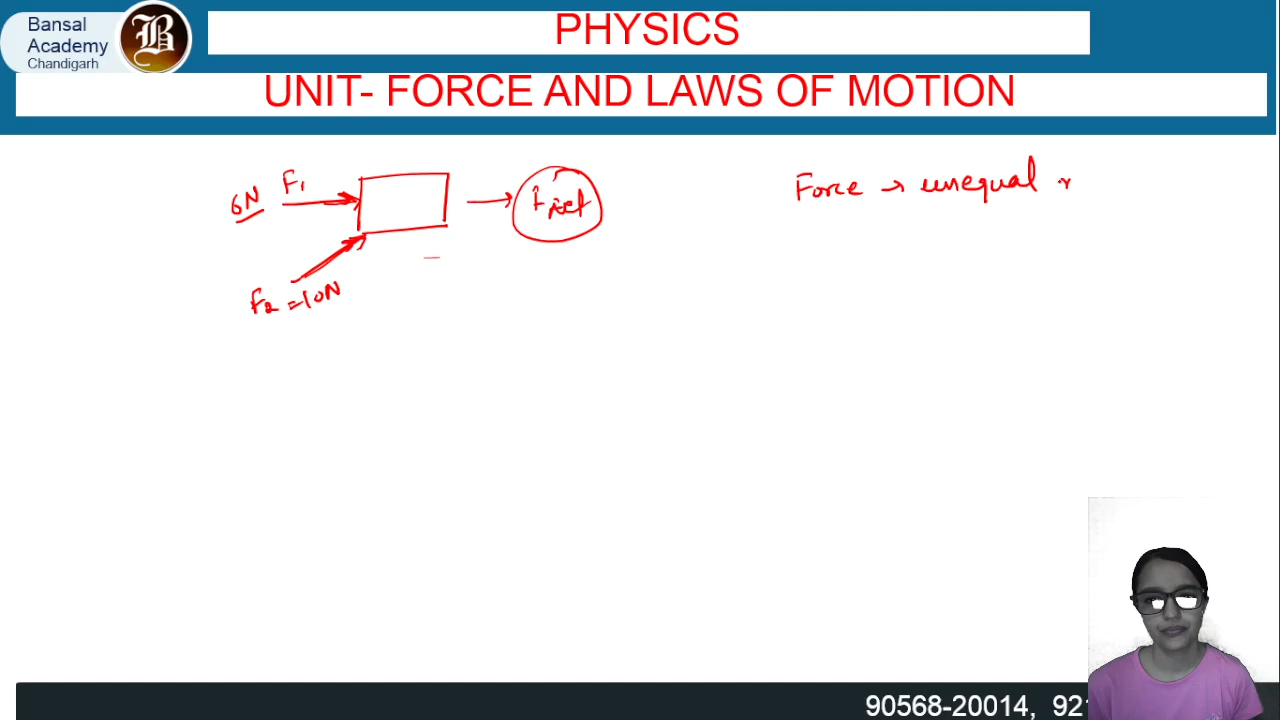 Bansal
Academy
Chandigarh
PHYSICS
UNIT- FORCE AND LAWS OF MOTION
6N F1
Fnet
Force → unequal
F2 = 10N
90568-20014, 921